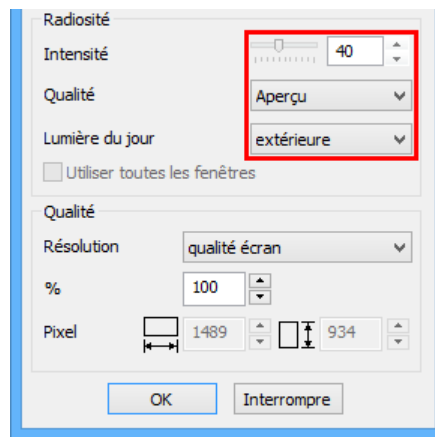 Radiosité
Intensité 40
Qualité Aperçu
Lumière du jour extérieure
Utiliser toutes les fenêtres
Qualité
Résolution qualité écran
% 100
Pixel 1489 934
OK Interrompre